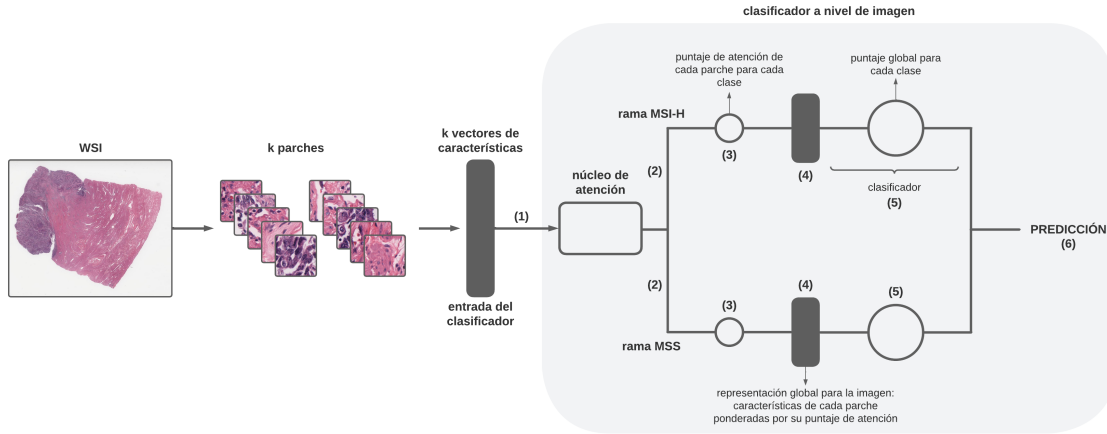 clasificador a nivel de imagen
WSI
k parches
k vectores de
características
entrada del
clasificador
(1)
núcleo de
atención
(2)
(2)
rama MSI-H
puntaje de atención de
cada parche para cada
clase
(3)
(4)
puntaje global para
cada clase
clasificador
(5)
rama MSS
(3)
(4)
(5)
representación global para la imagen:
características de cada parche
ponderadas por su puntaje de atención
PREDICCIÓN
(6)